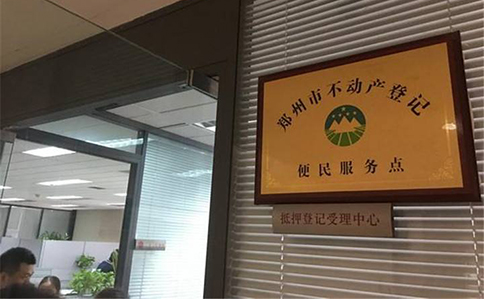 郑州市不动产登记
便民服务点
抵押登记受理中心